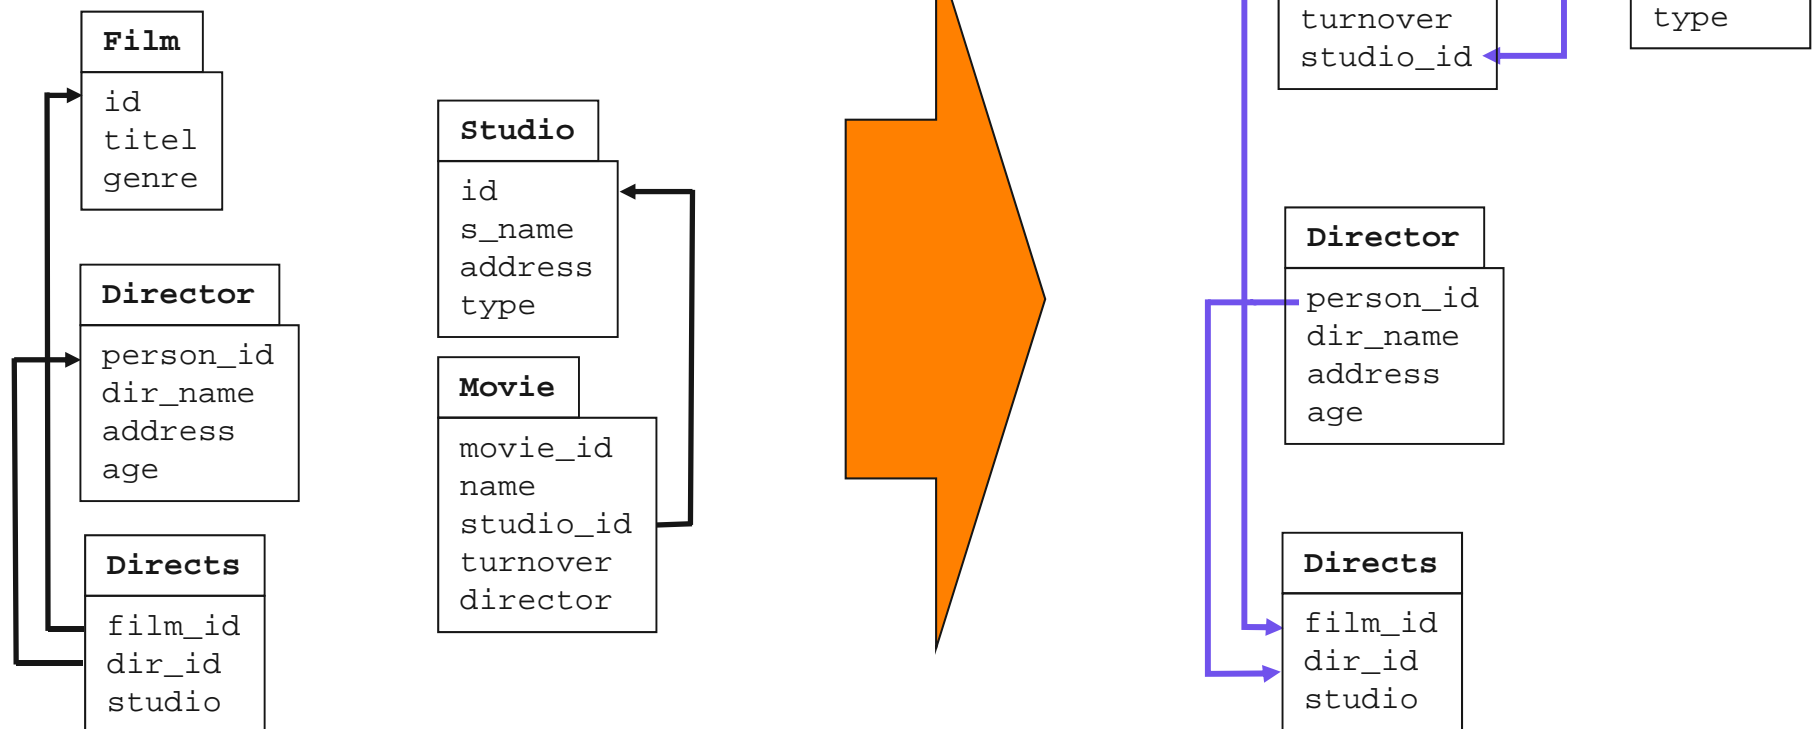 Film
id
titel
genre
Director
person_id
dir_name
address
age
Directs
film_id
dir_id
studio
Studio
id
s_name
address
type
Movie
movie_id
name
studio_id
turnover
director
turnover
studio_id
type
Director
person_id
dir_name
address
age
Directs
film_id
dir_id
studio